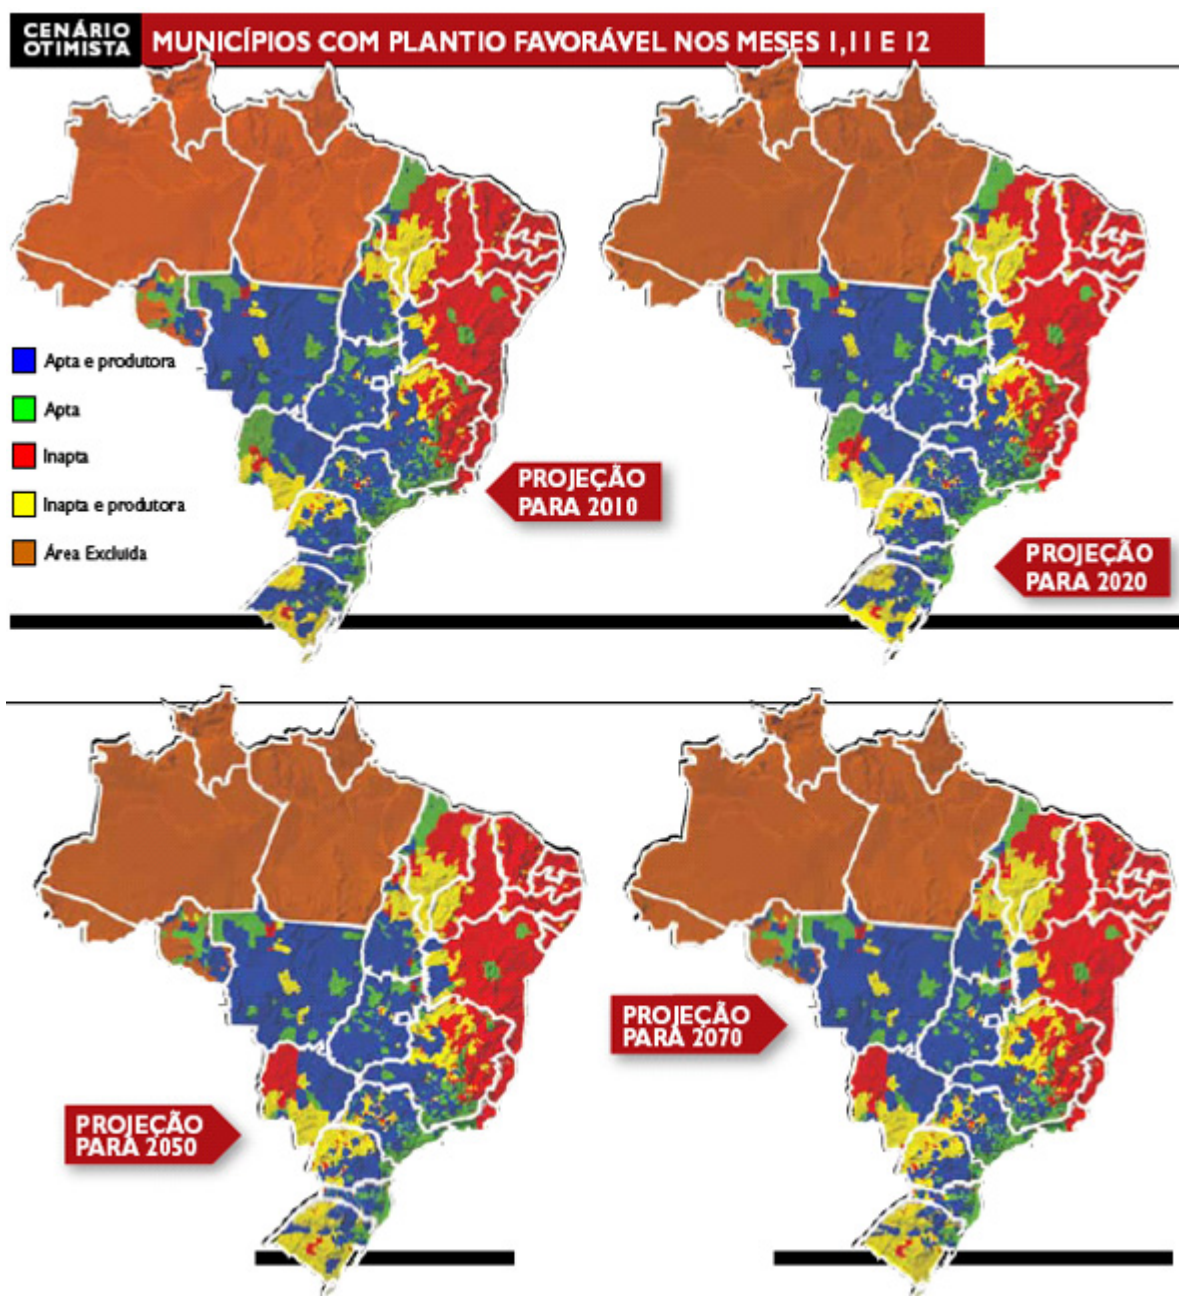 CENÁRIO
OTIMISTA
MUNICÍPIOS COM PLANTIO FAVORÁVEL NOS MESES 1,11 E 12
Apta e produtora
Apta
Inapta
Inapta e produtora
Área Excluída
PROJEÇÃO
PARA 2010
PROJEÇÃO
PARA 2020
PROJEÇÃO
PARA 2050
PROJEÇÃO
PARA 2070